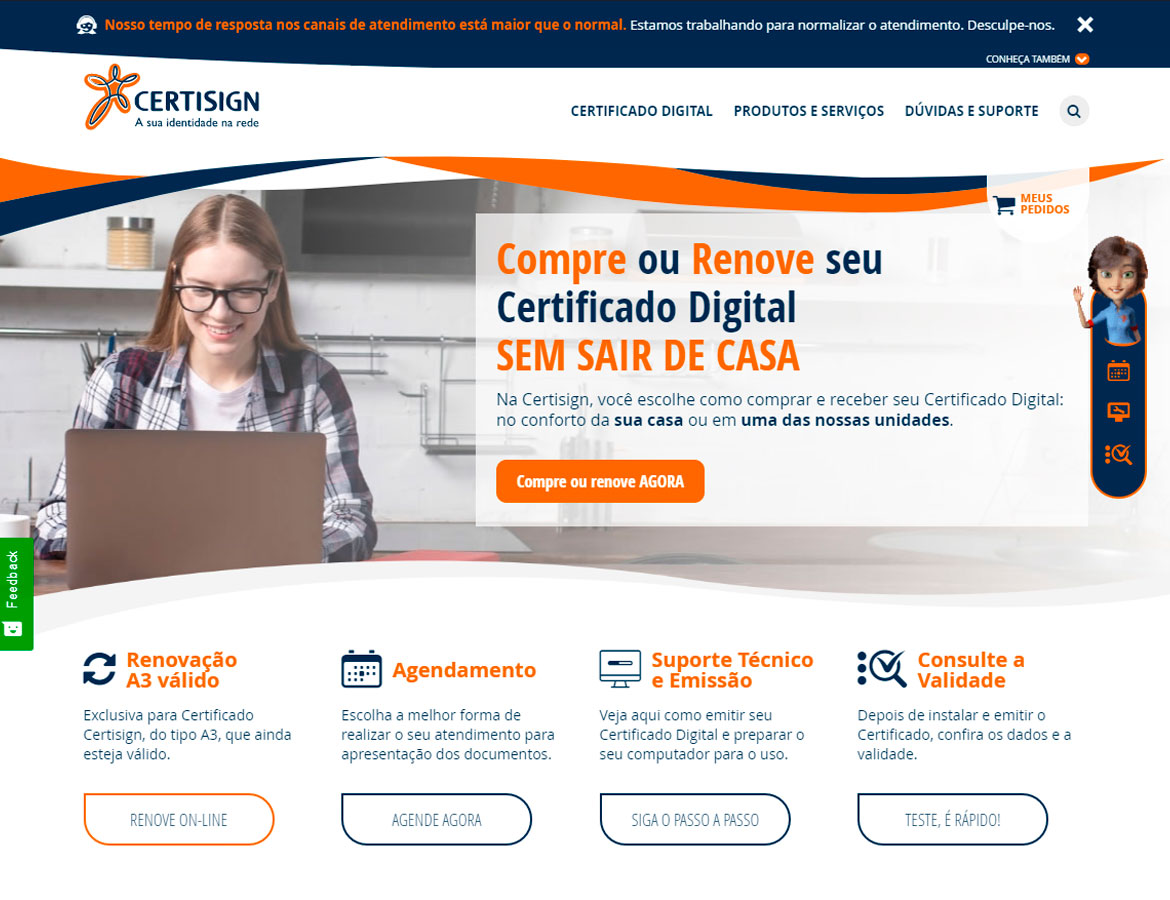 Nosso tempo de resposta nos canais de atendimento está maior que o normal. Estamos trabalhando para normalizar o atendimento. Desculpe-nos.
CONHEÇA TAMBÉM
CERTISIGN
A sua identidade na rede
CERTIFICADO DIGITAL PRODUTOS E SERVIÇOS DÚVIDAS E SUPORTE
MEUS
PEDIDOS
Compre ou Renove seu
Certificado Digital
SEM SAIR DE CASA
Na Certisign, você escolhe como comprar e receber seu Certificado Digital:
no conforto da sua casa ou em uma das nossas unidades.
Compre ou renove AGORA
Feedback
Renovação
A3 válido
Exclusiva para Certificado
Certisign, do tipo A3, que ainda
esteja válido.
RENOVE ON-LINE
Agendamento
Escolha a melhor forma de
realizar o seu atendimento para
apresentação dos documentos.
AGENDE AGORA
Suporte Técnico
e Emissão
Veja aqui como emitir seu
Certificado Digital e preparar o
seu computador para o uso.
SIGA O PASSO A PASSO
Consulte a
Validade
Depois de instalar e emitir o
Certificado, confira os dados e a
validade.
TESTE, É RÁPIDO!